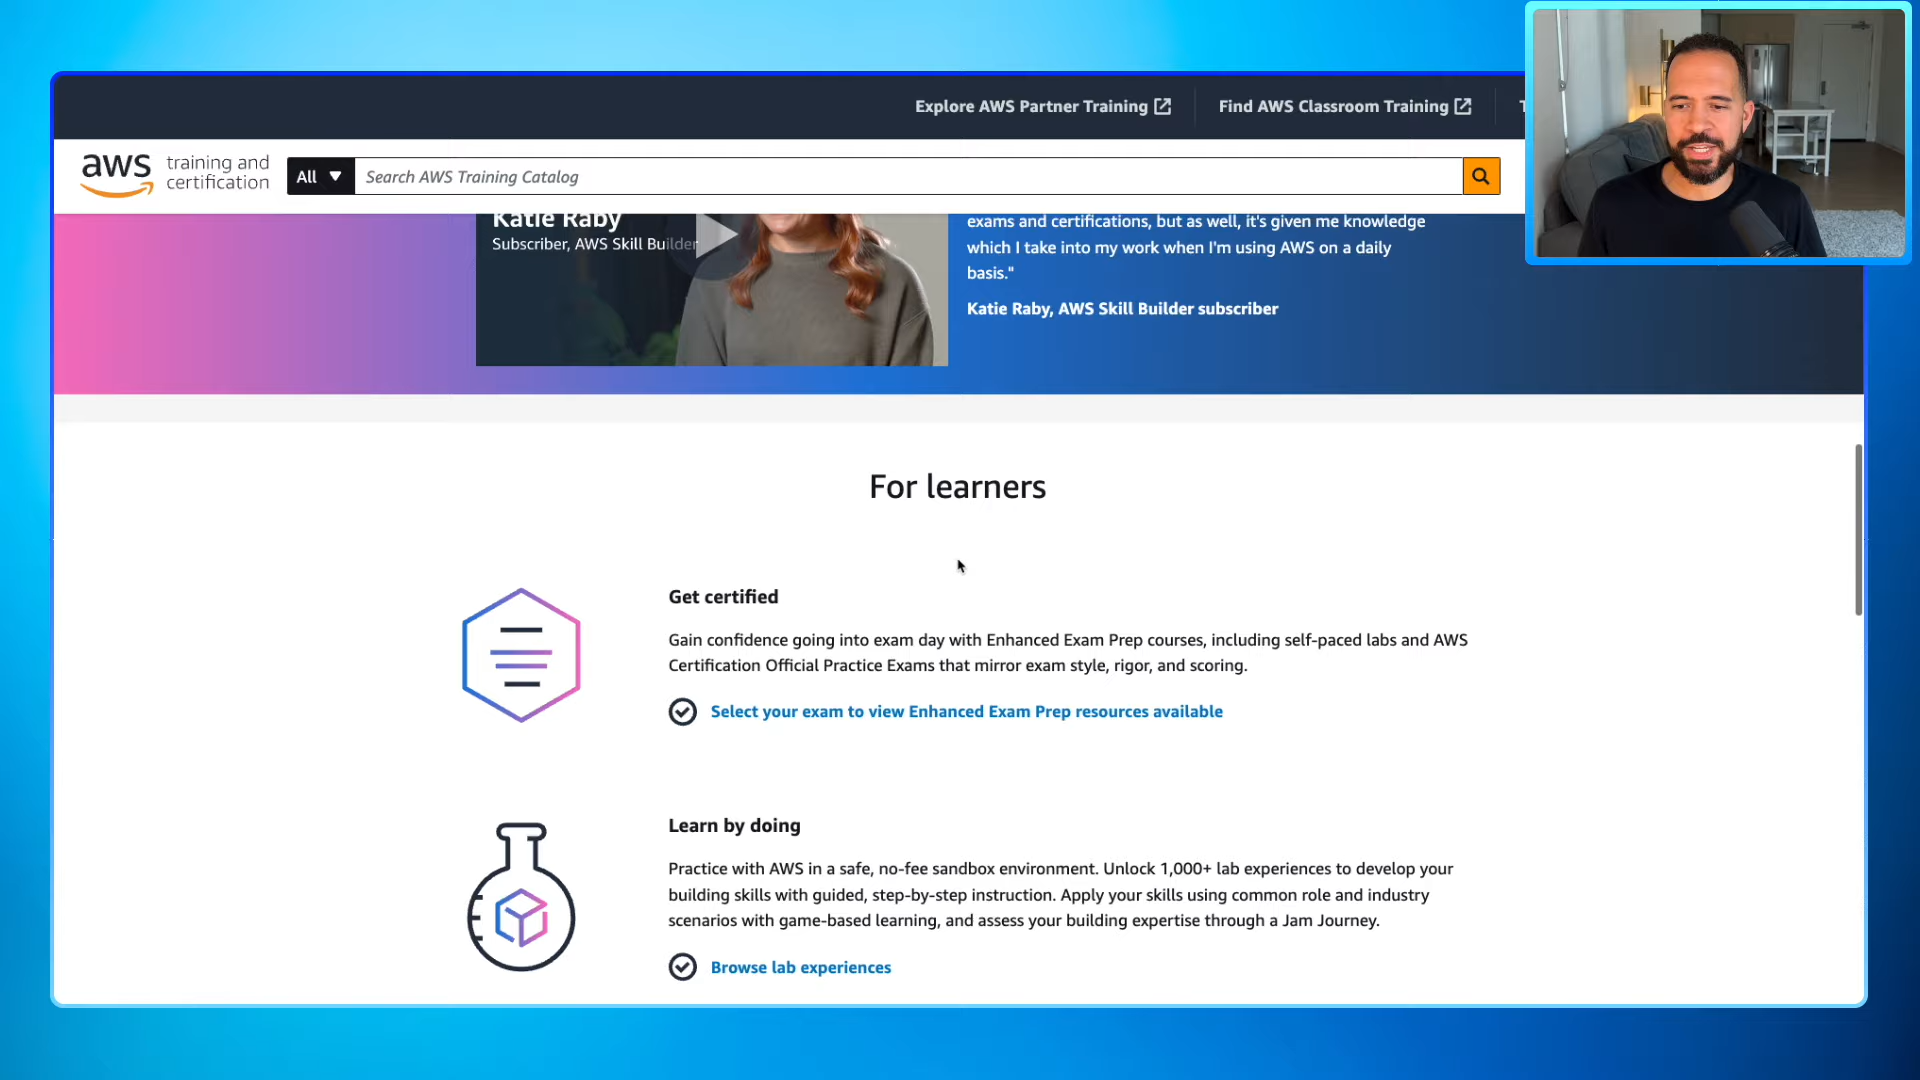 Explore AWS Partner Training
Find AWS Classroom Training
aws
training and
certification
All
Search AWS Training Catalog
Katie Raby
Subscriber, AWS Skill Builder
exams and certifications, but as well, it's given me knowledge
which I take into my work when I'm using AWS on a daily
basis."
Katie Raby, AWS Skill Builder subscriber
For learners
Get certified
Gain confidence going into exam day with Enhanced Exam Prep courses, including self-paced labs and AWS
Certification Official Practice Exams that mirror exam style, rigor, and scoring.
Select your exam to view Enhanced Exam Prep resources available
Learn by doing
Practice with AWS in a safe, no-fee sandbox environment. Unlock 1,000+ lab experiences to develop your
building skills with guided, step-by-step instruction. Apply your skills using common role and industry
scenarios with game-based learning, and assess your building expertise through a Jam Journey.
Browse lab experiences